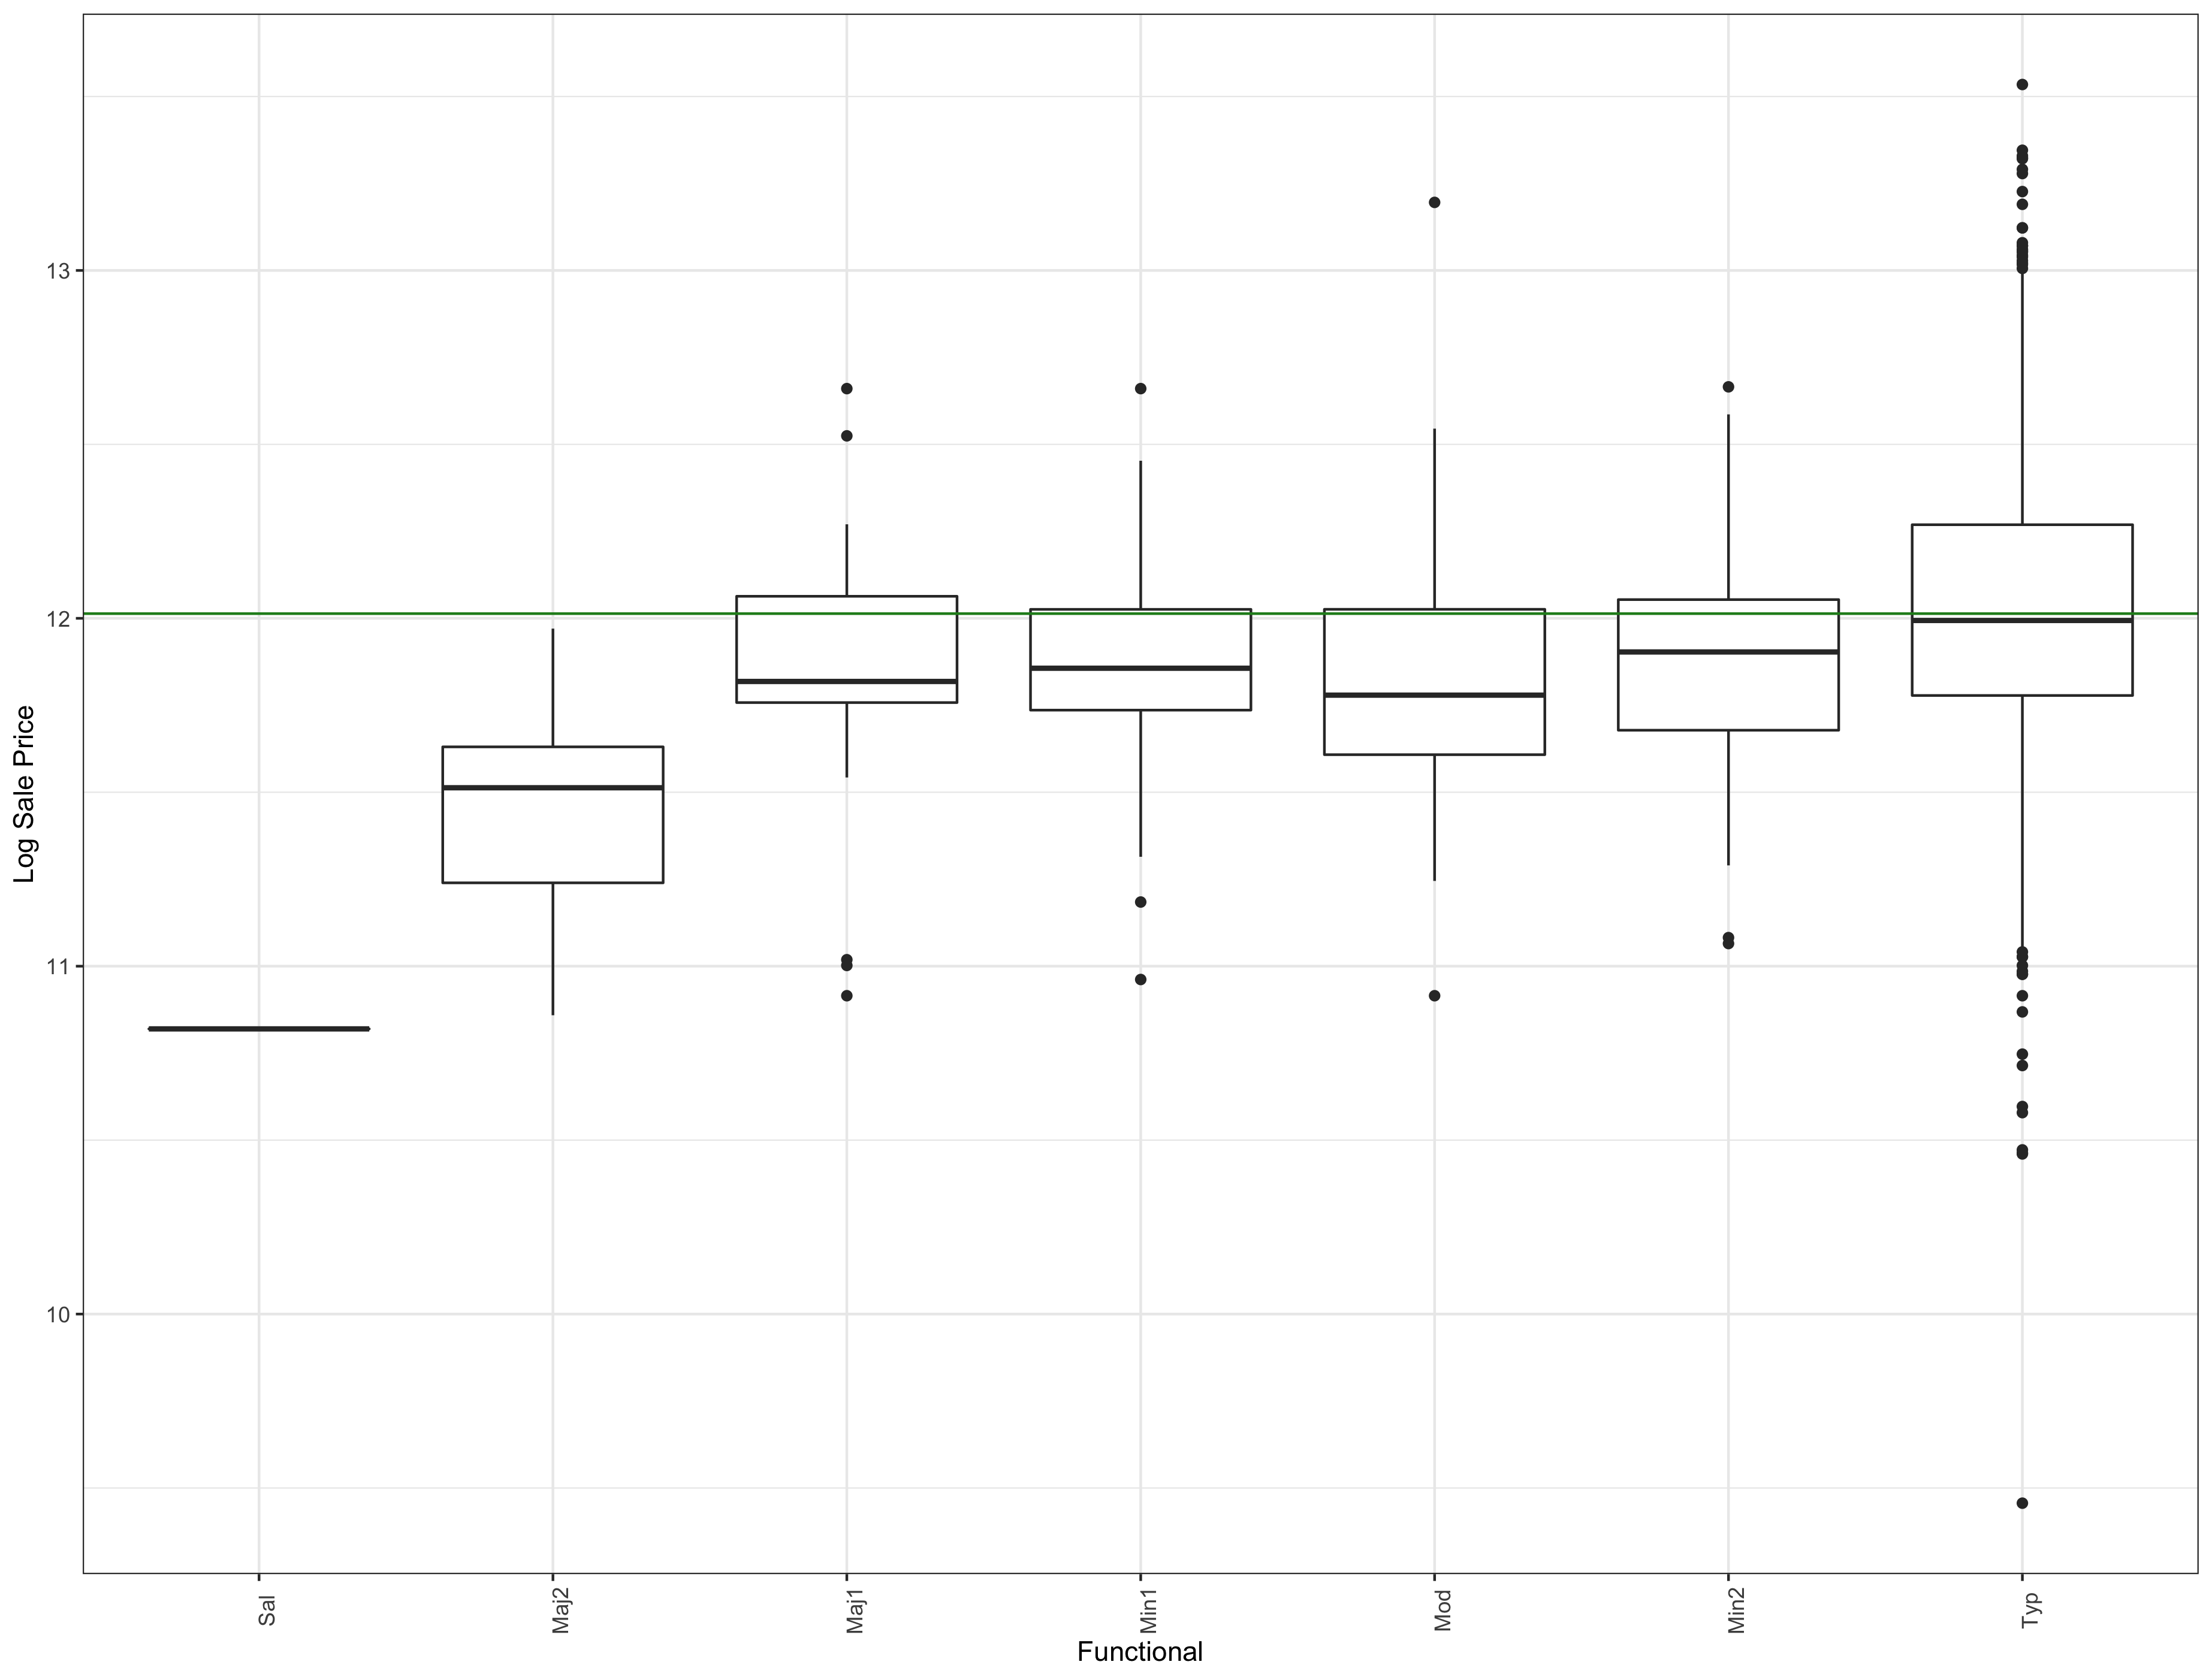 Log Sale Price
13
12
11
10
Sal
Maj2
Maj1
Min1
Mod
Min2
Typ
Functional